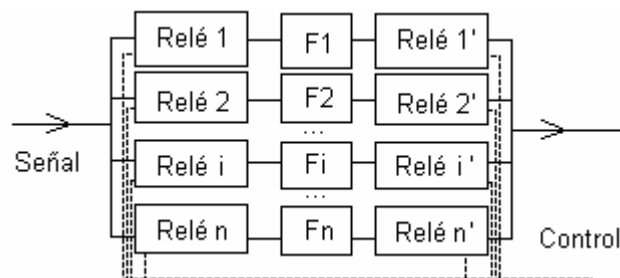 Relé 1 F1 Relé 1'
Relé 2 F2 Relé 2'
...
Señal
Relé i Fi Relé i'
...
Relé n Fn Relé n'
Control